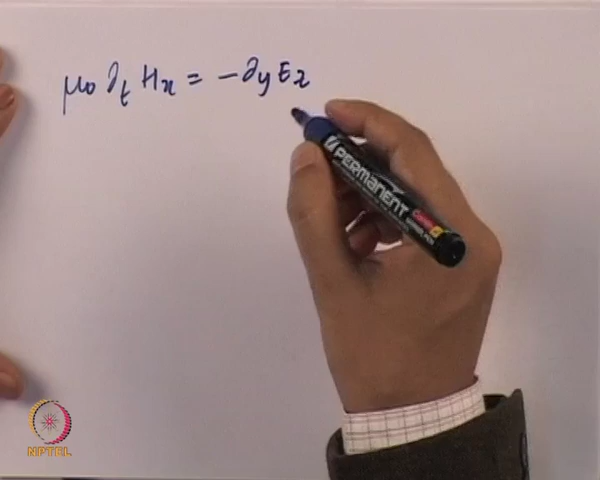 μ₀ ∂ₜ Hₓ = -∂y Ez
PERMANENT
NPTEL